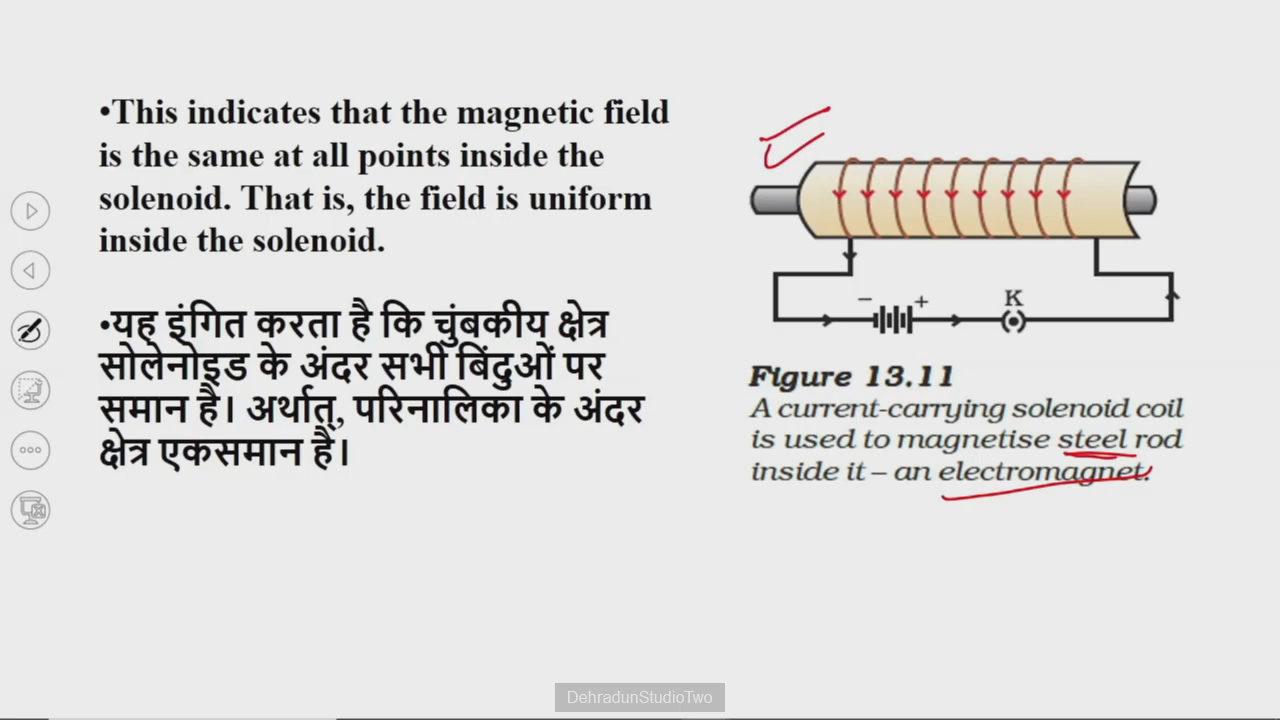 •This indicates that the magnetic field
is the same at all points inside the
solenoid. That is, the field is uniform
inside the solenoid.
•यह इंगित करता है कि चुंबकीय क्षेत्र
सोलेनोइड के अंदर सभी बिंदुओं पर
समान है। अर्थात्, परिनालिका के अंदर
क्षेत्र एकसमान है।
− + K
Figure 13.11
A current-carrying solenoid coil
is used to magnetise steel rod
inside it – an electromagnet.
DehradunStudioTwo